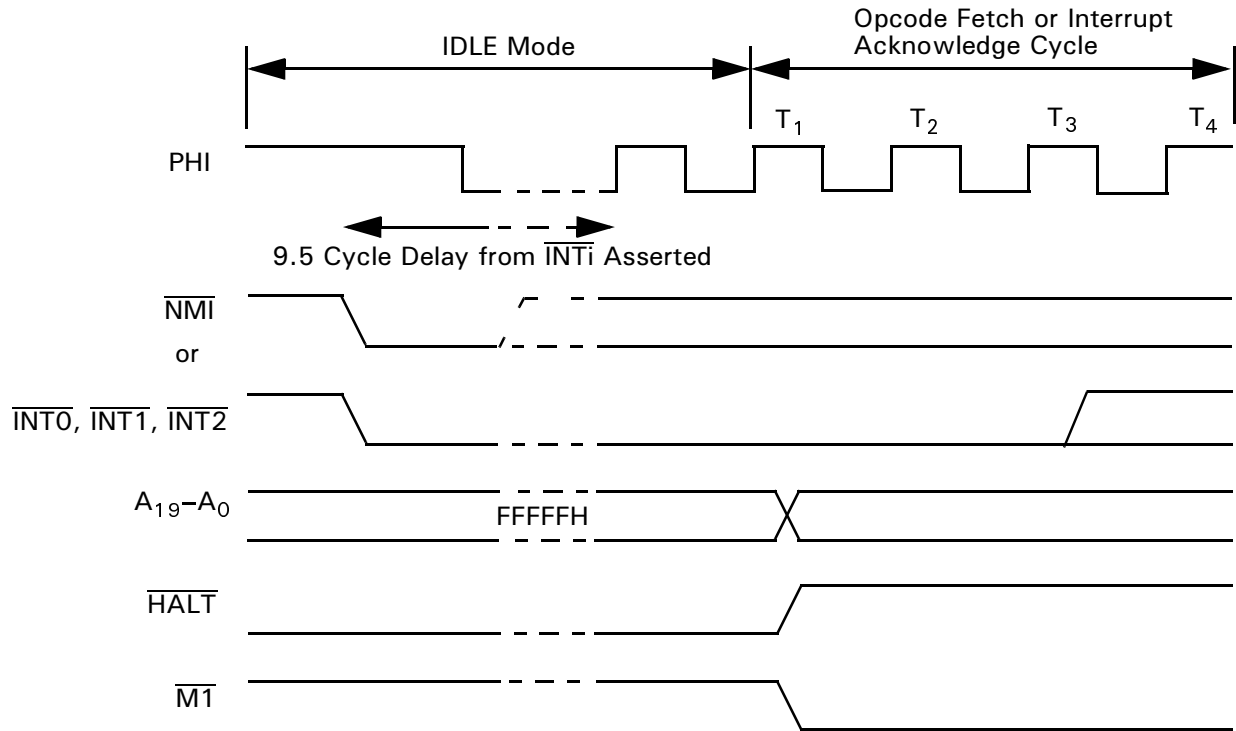 IDLE Mode
Opcode Fetch or Interrupt
Acknowledge Cycle
T1 T2 T3 T4
PHI
9.5 Cycle Delay from INTi Asserted
NMI
or
INT0, INT1, INT2
A19–A0
FFFFFH
HALT
M1